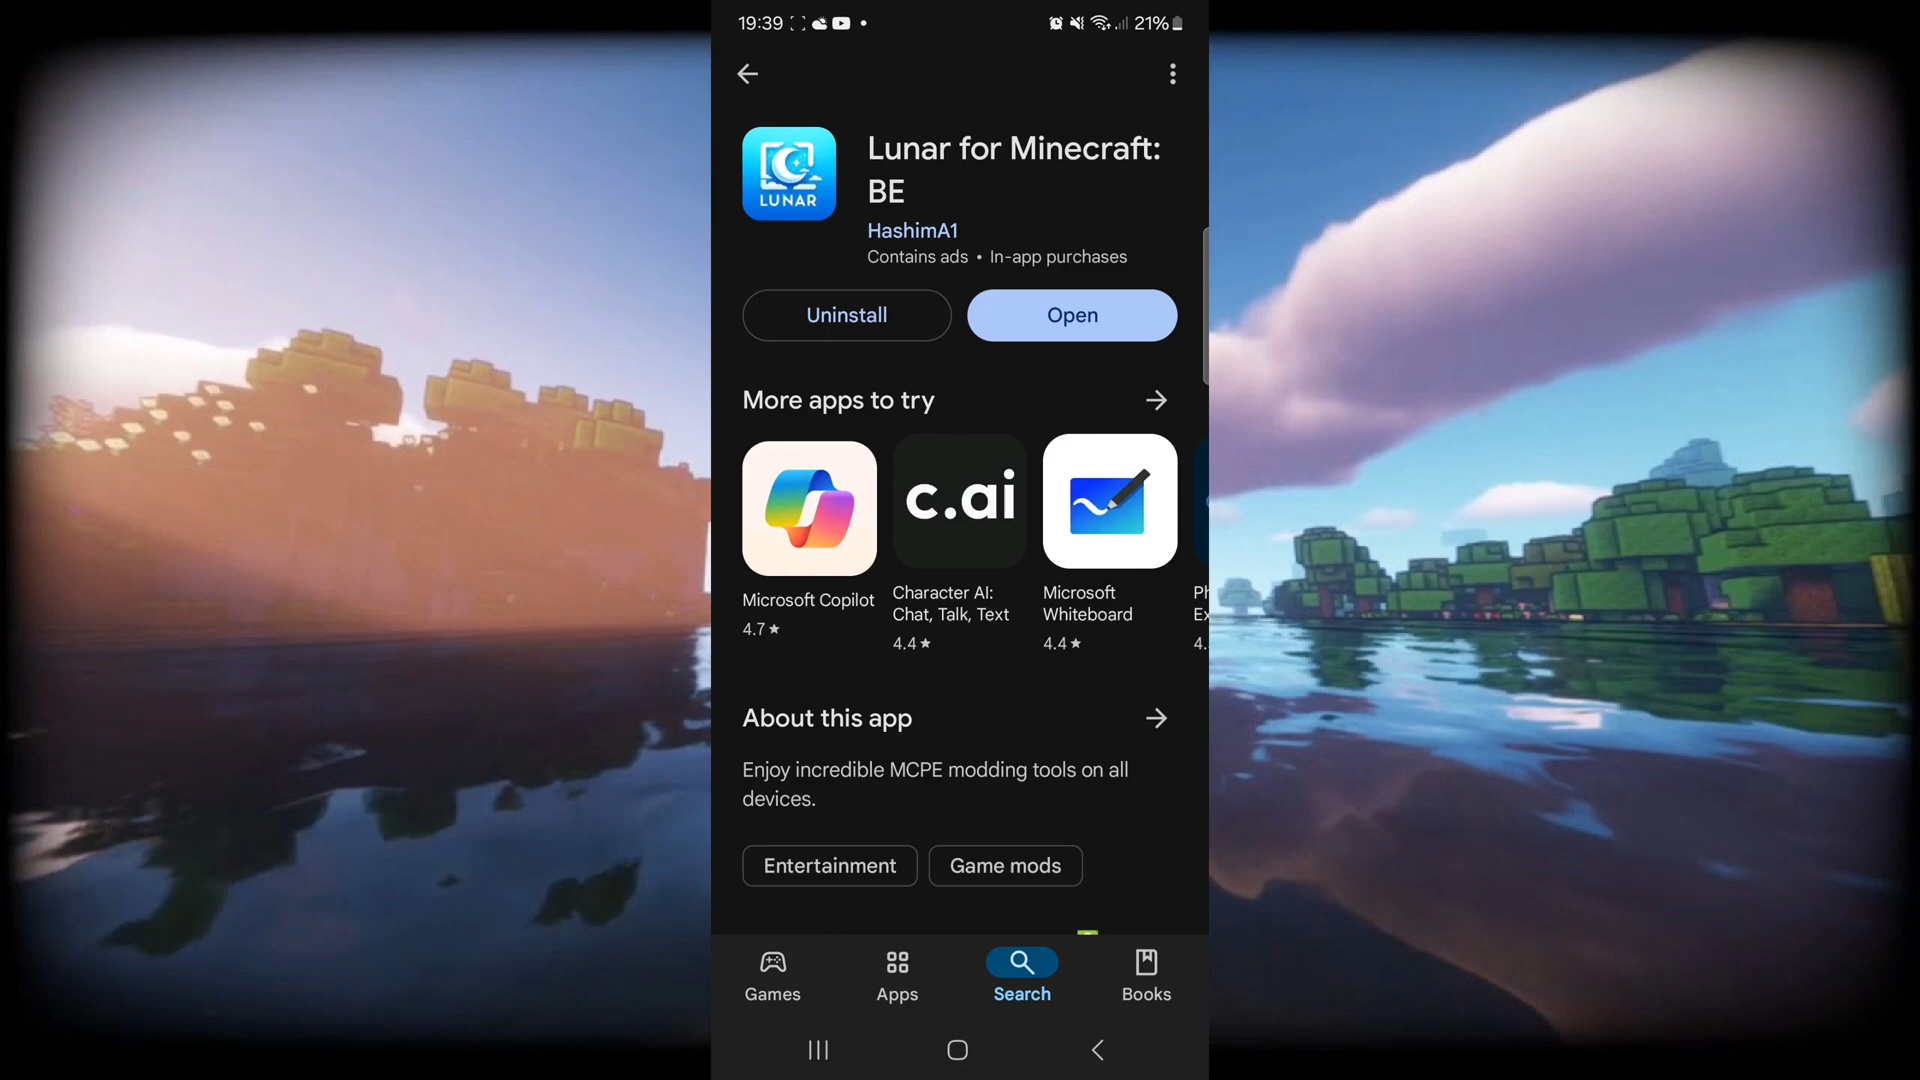 19:39
21%
LUNAR
Lunar for Minecraft:
BE
HashimA1
Contains ads • In-app purchases
Uninstall
Open
More apps to try
c.ai
Microsoft Copilot
4.7★
Character AI:
Chat, Talk, Text
4.4★
Microsoft
Whiteboard
4.4★
About this app
Enjoy incredible MCPE modding tools on all
devices.
Entertainment
Game mods
Games
Apps
Search
Books